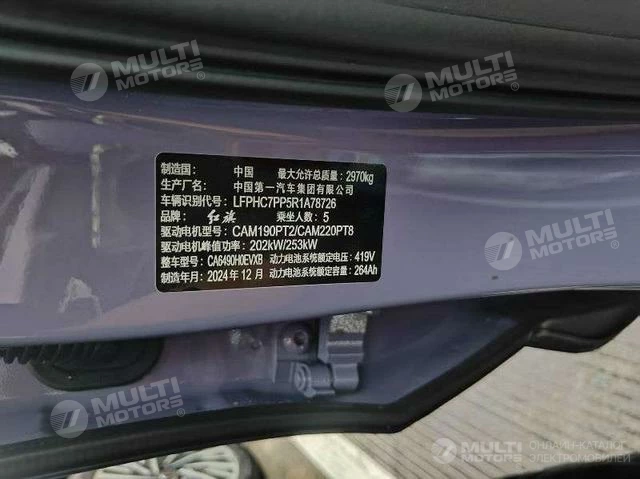 MULTI
MOTORS
MULTI
MOTORS
制造国: 中国 最大允许总质量: 2970kg
生产厂名: 中国第一汽车集团有限公司
车辆识别代号: LFPHC7PP5R1A78726
品牌: 红旗 乘坐人数: 5
驱动电机型号: CAM190PT2/CAM220PT8
驱动电机峰值功率: 202kW/253kW
整车型号: CA6490H0EVXB 动力电池系统额定电压: 419V
制造年月: 2024年12月 动力电池系统额定容量: 264Ah
MULTI
MOTORS
MULTI
MOTORS
MULTI
MOTORS
ОНЛАЙН-КАТАЛОГ
ЭЛЕКТРОМОБИЛЕЙ